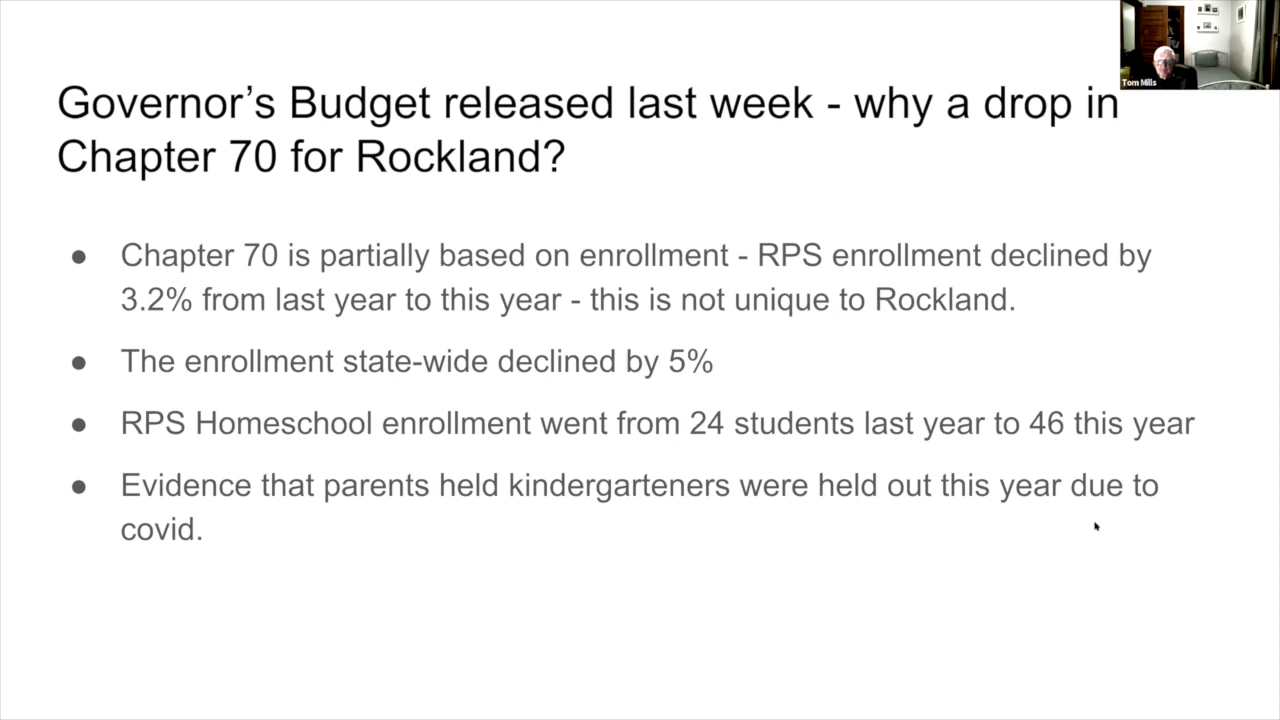 Governor’s Budget released last week - why a drop in
Chapter 70 for Rockland?
Tom Mills
● Chapter 70 is partially based on enrollment - RPS enrollment declined by
3.2% from last year to this year - this is not unique to Rockland.
● The enrollment state-wide declined by 5%
● RPS Homeschool enrollment went from 24 students last year to 46 this year
● Evidence that parents held kindergarteners were held out this year due to
covid.